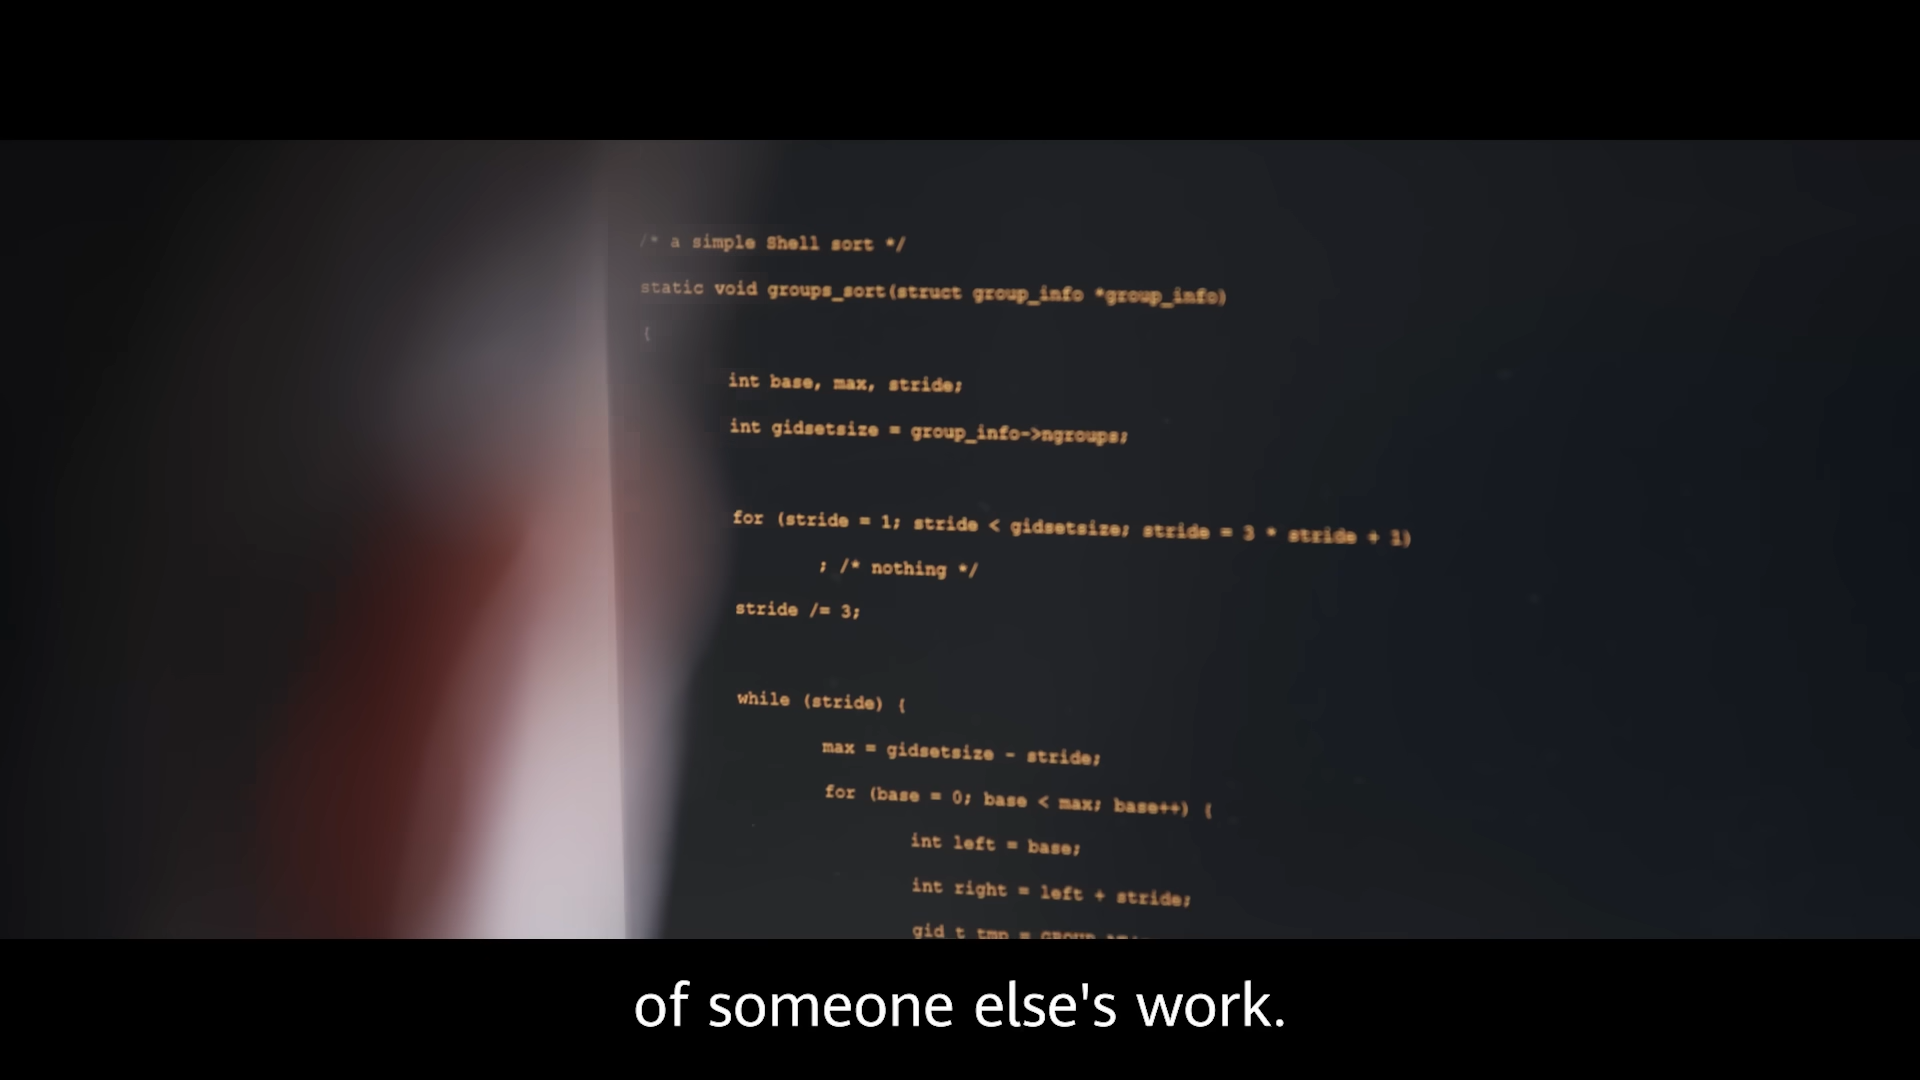 /* a simple Shell sort */
static void groups_sort(struct group_info *group_info)
{
int base, max, stride;
int gidsetsize = group_info->ngroups;
for (stride = 1; stride < gidsetsize; stride = 3 * stride + 1)
; /* nothing */
stride /= 3;
while (stride) {
max = gidsetsize - stride;
for (base = 0; base < max; base++) {
int left = base;
int right = left + stride;
gid_t tmp =
of someone else's work.